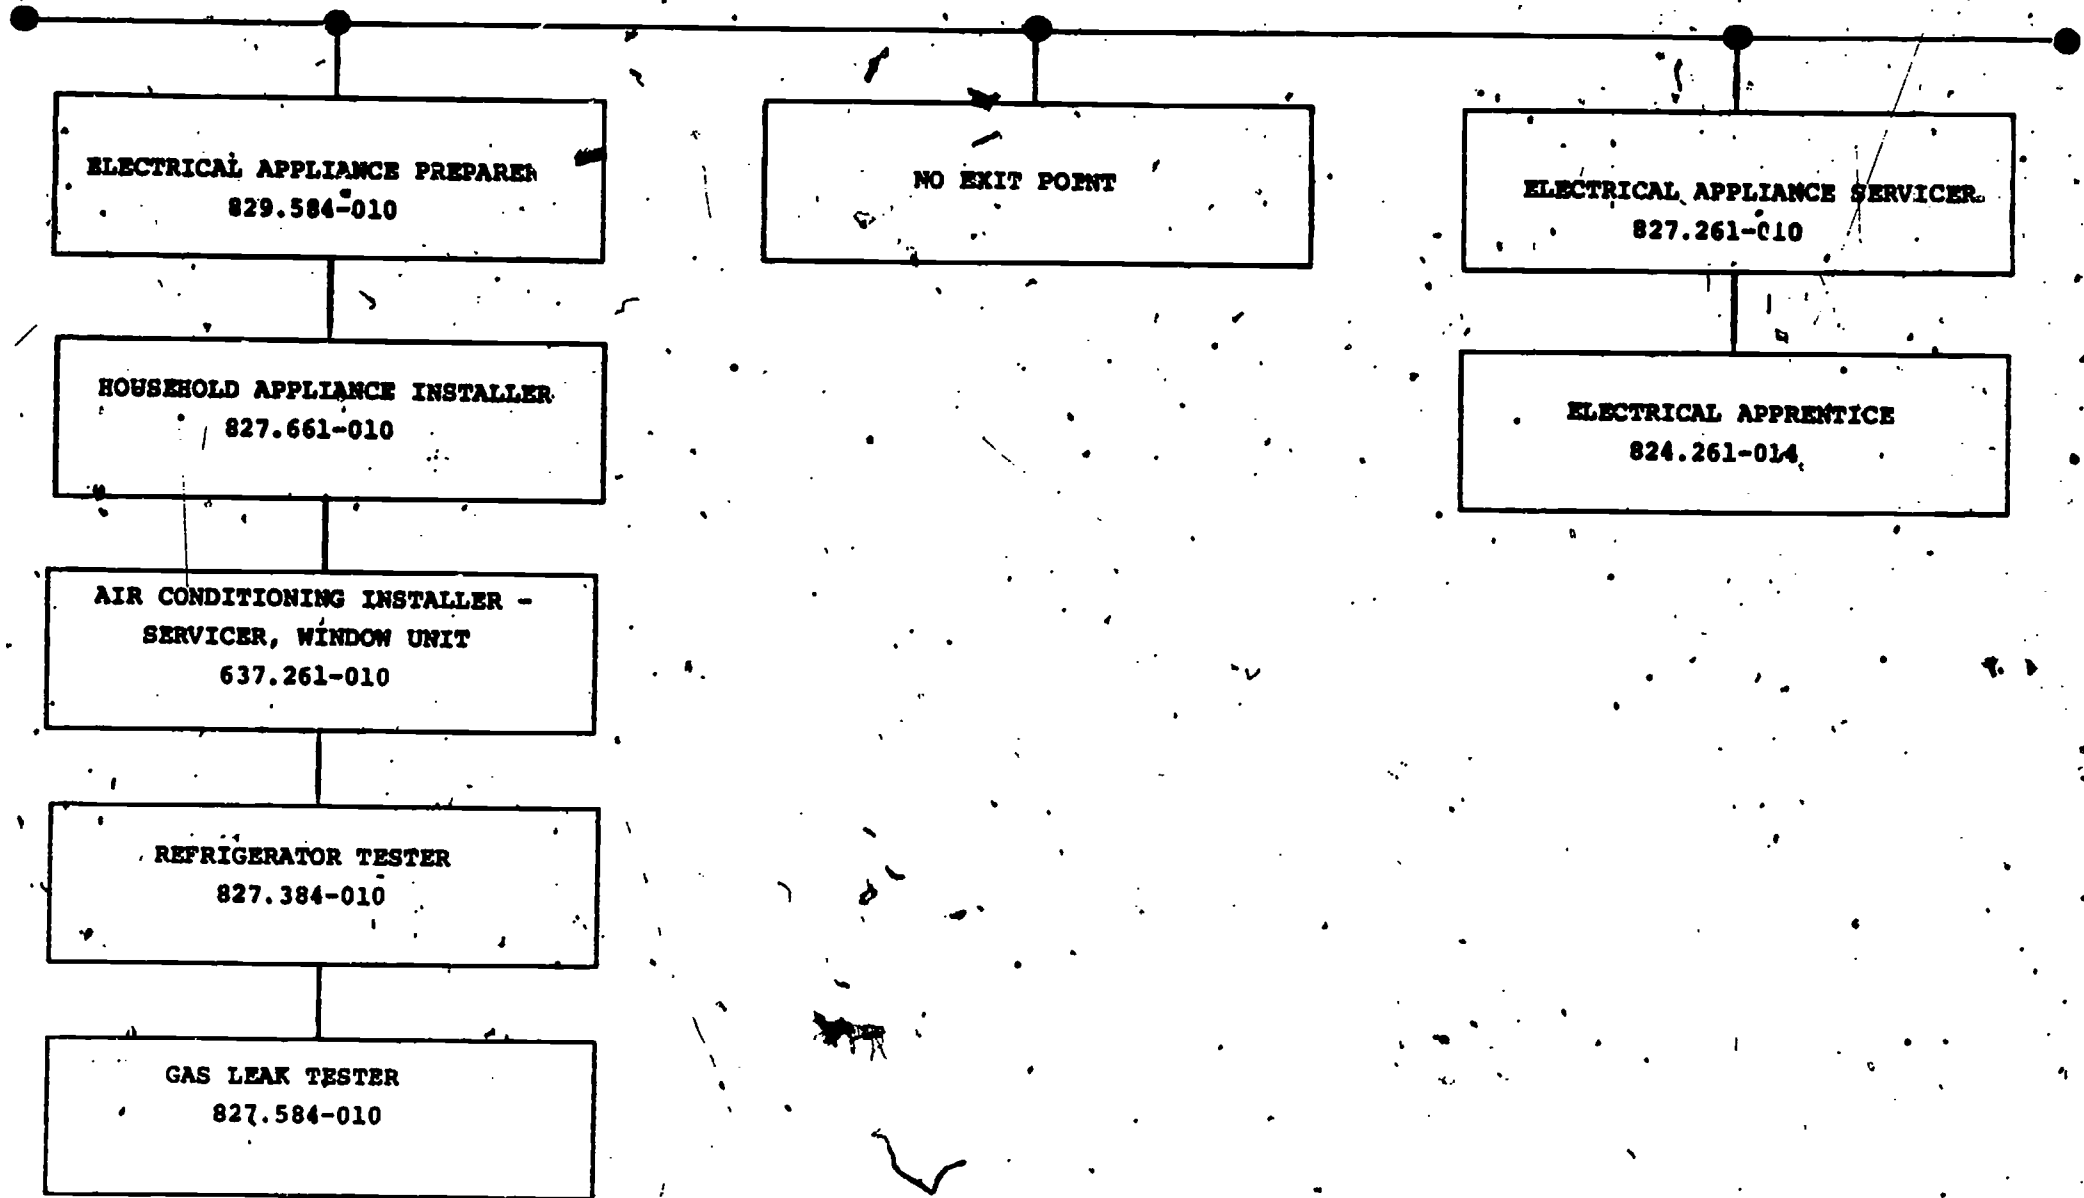 ELECTRICAL APPLIANCE PREPARER
829.584-010
HOUSEHOLD APPLIANCE INSTALLER
827.661-010
AIR CONDITIONING INSTALLER -
SERVICER, WINDOW UNIT
637.261-010
REFRIGERATOR TESTER
827.384-010
GAS LEAK TESTER
827.584-010
NO EXIT POINT
ELECTRICAL APPLIANCE SERVICER
827.261-010
ELECTRICAL APPRENTICE
824.261-014